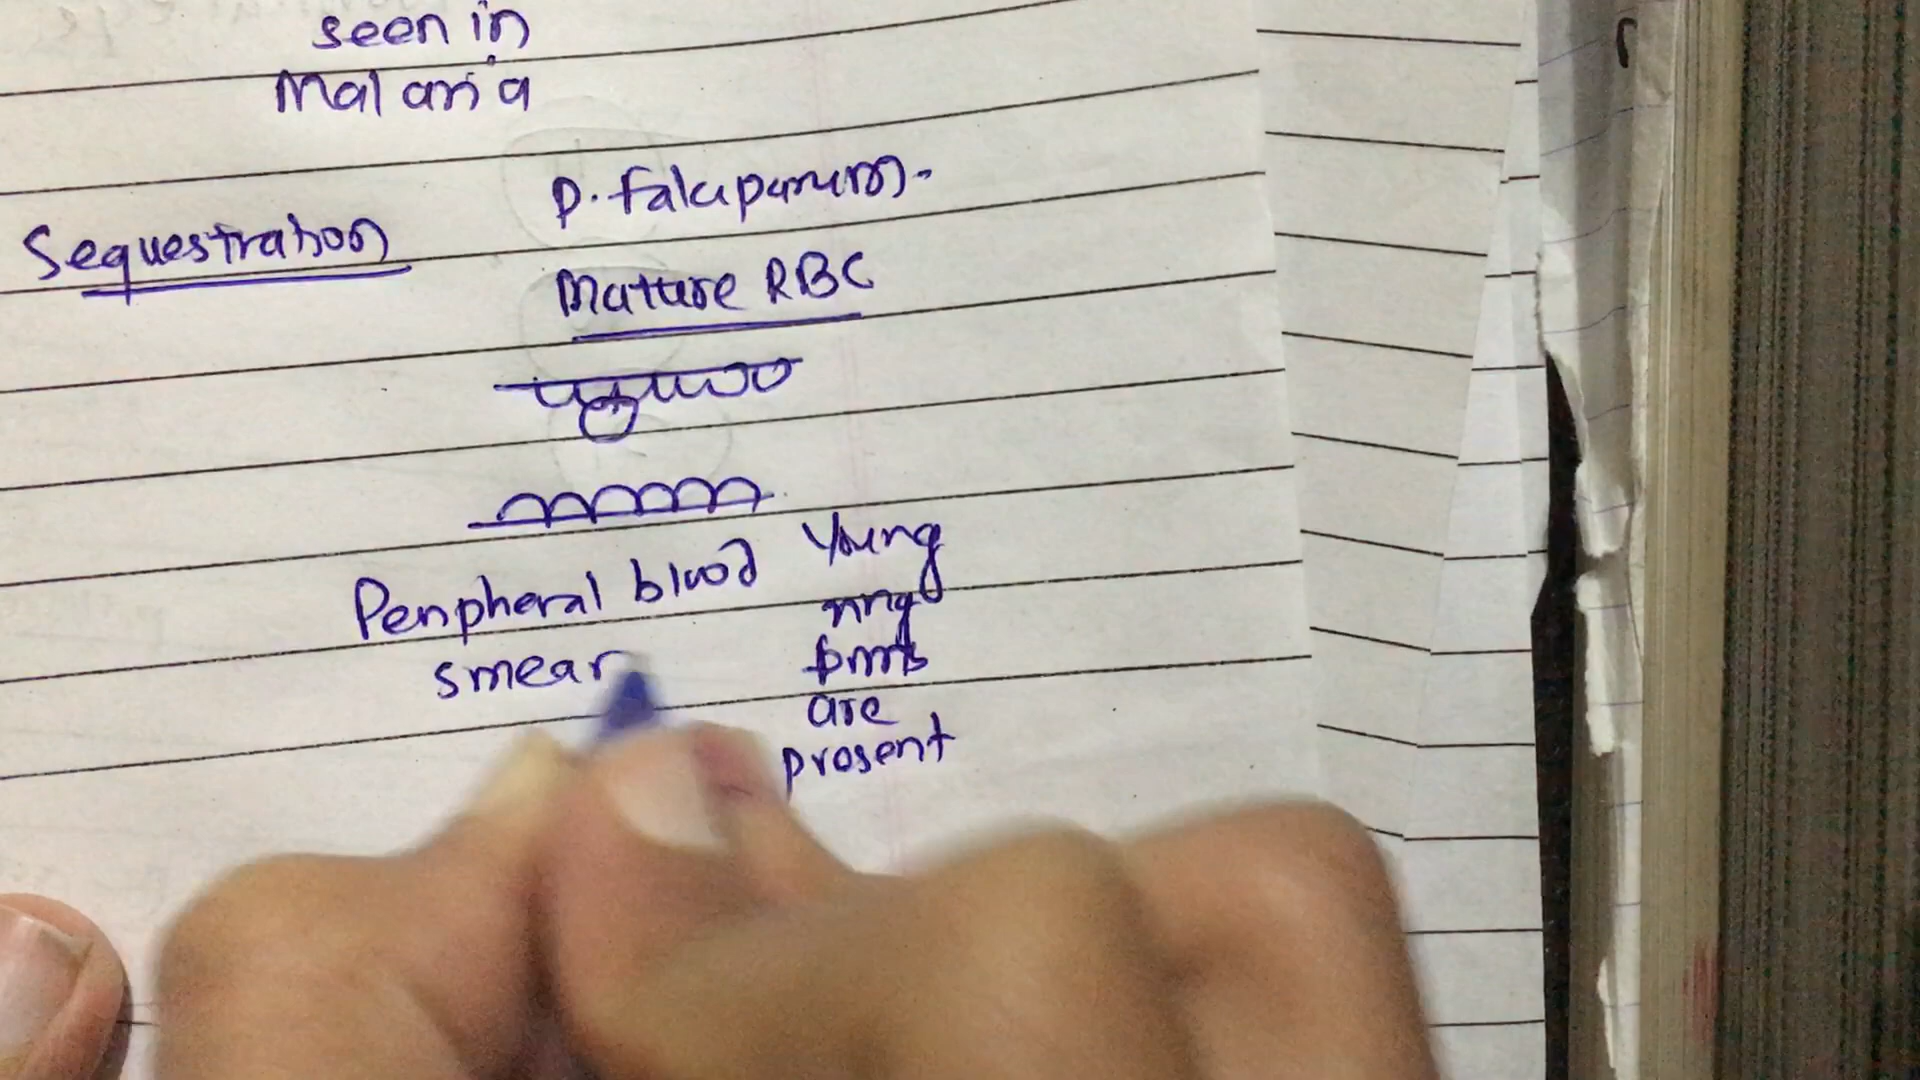 seen in
Malaria
P. falciparum.
Sequestration
Mature RBC
Peripheral blood
smear
Young
ring
forms
are
present